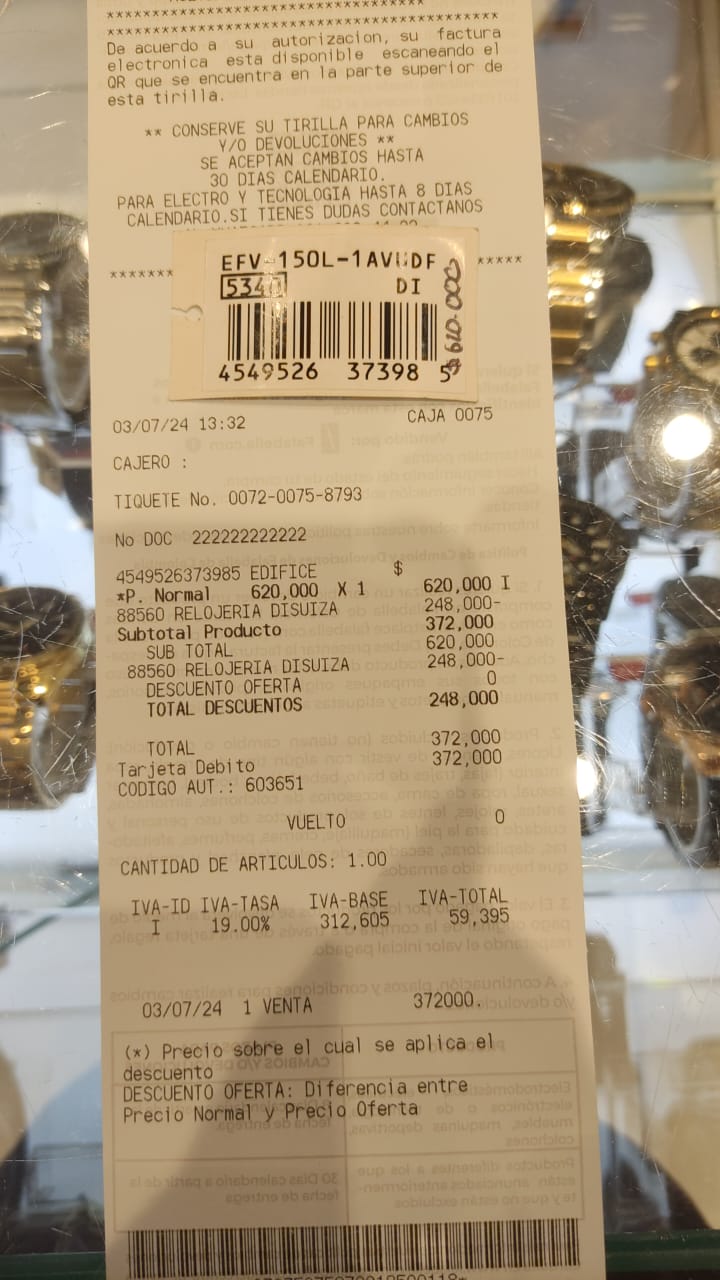 ************************************
************************************
De acuerdo a su autorizacion, su factura
electronica esta disponible escaneando el
QR que se encuentra en la parte superior de
esta tirilla.
** CONSERVE SU TIRILLA PARA CAMBIOS
Y/O DEVOLUCIONES **
SE ACEPTAN CAMBIOS HASTA
30 DIAS CALENDARIO.
PARA ELECTRO Y TECNOLOGIA HASTA 8 DIAS
CALENDARIO.SI TIENES DUDAS CONTACTANOS
EFV-150L-1AVUDF
534 DI
4549526 37398 5
$610-000
03/07/24 13:32 CAJA 0075
CAJERO :
TIQUETE No. 0072-0075-8793
No DOC 222222222222
4549526373985 EDIFICE $
*P. Normal 620,000 X 1 620,000 I
88560 RELOJERIA DISUIZA 248,000-
Subtotal Producto 372,000
SUB TOTAL 620,000
88560 RELOJERIA DISUIZA 248,000-
DESCUENTO OFERTA 0
TOTAL DESCUENTOS 248,000
TOTAL 372,000
Tarjeta Debito 372,000
CODIGO AUT.: 603651
VUELTO 0
CANTIDAD DE ARTICULOS: 1.00
IVA-ID IVA-TASA IVA-BASE IVA-TOTAL
I 19.00% 312,605 59,395
03/07/24 1 VENTA 372000.
(*) Precio sobre el cual se aplica el
descuento
DESCUENTO OFERTA: Diferencia entre
Precio Normal y Precio Oferta